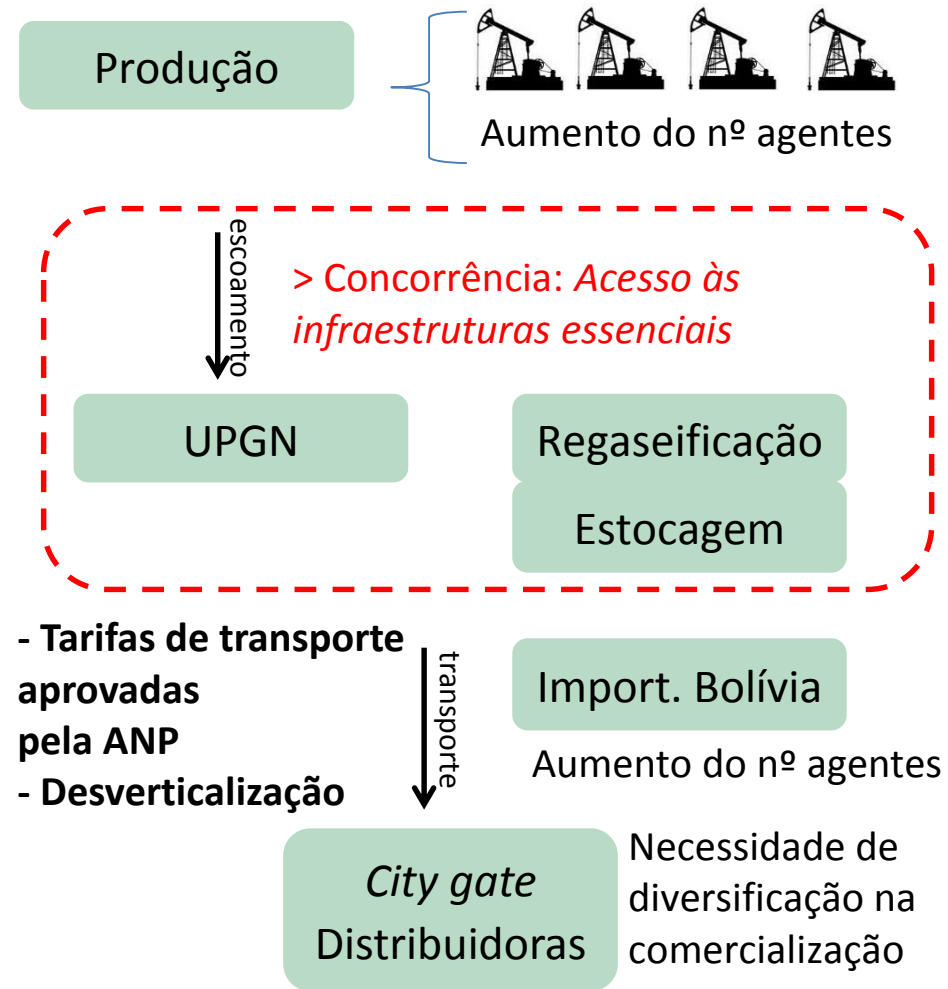 Produção
Aumento do nº agentes
escoamento
> Concorrência: Acesso às
infraestruturas essenciais
UPGN
Regaseificação
Estocagem
- Tarifas de transporte
aprovadas
pela ANP
- Desverticalização
transporte
Import. Bolívia
Aumento do nº agentes
City gate
Distribuidoras
Necessidade de
diversificação na
comercialização